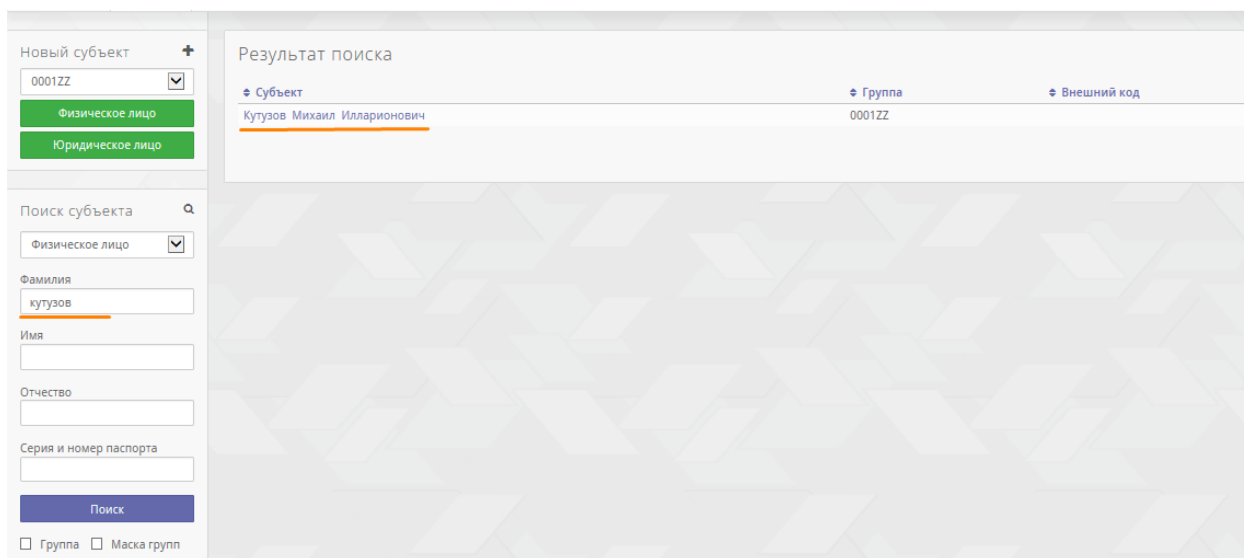 Новый субъект
0001ZZ
Физическое лицо
Юридическое лицо
Поиск субъекта
Физическое лицо
Фамилия
кутузов
Имя
Отчество
Серия и номер паспорта
Поиск
Группа Маска групп
Результат поиска
Субъект Группа Внешний код
Кутузов Михаил Илларионович 0001ZZ